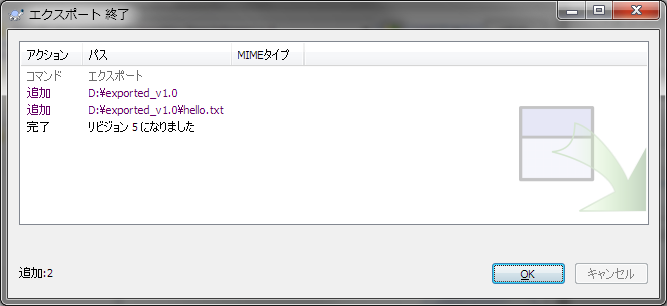 エクスポート 終了
アクション パス MIMEタイプ
コマンド エクスポート
追加 D:¥exported_v1.0
追加 D:¥exported_v1.0¥hello.txt
完了 リビジョン 5 になりました
追加:2
OK キャンセル